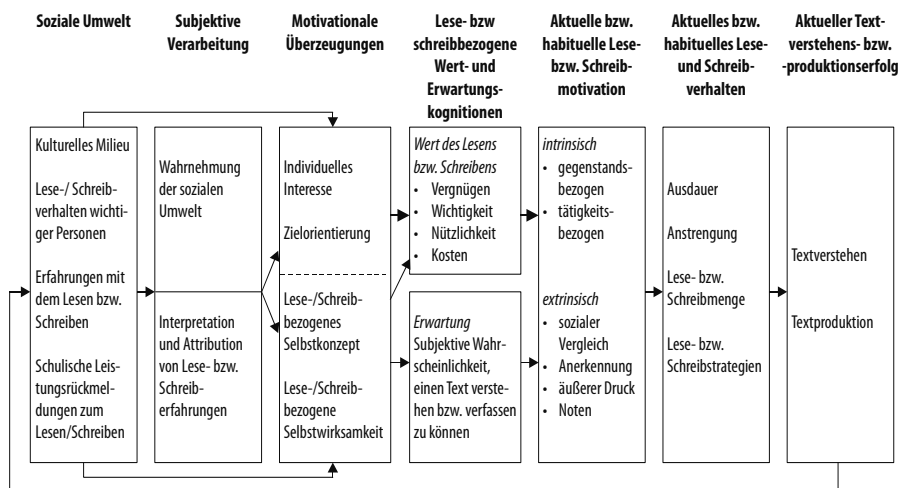 Soziale Umwelt
Subjektive
Verarbeitung
Motivationale
Überzeugungen
Lese- bzw
schreibbezogene
Wert- und
Erwartungs-
kognitionen
Aktuelle bzw.
habituelle Lese-
bzw. Schreib-
motivation
Aktuelles bzw.
habituelles Lese-
und Schreib-
verhalten
Aktueller Text-
verstehens- bzw.
-produktionserfolg
Kulturelles Milieu
Lese-/ Schreib-
verhalten wichti-
ger Personen
Erfahrungen mit
dem Lesen bzw.
Schreiben
Schulische Leis-
tungsrückmel-
dungen zum
Lesen/Schreiben
Wahrnehmung
der sozialen
Umwelt
Interpretation
und Attribution
von Lese- bzw.
Schreib-
erfahrungen
Individuelles
Interesse
Zielorientierung
Lese-/Schreib-
bezogenes
Selbstkonzept
Lese-/Schreib-
bezogene
Selbstwirksamkeit
Wert des Lesens
bzw. Schreibens
• Vergnügen
• Wichtigkeit
• Nützlichkeit
• Kosten
Erwartung
Subjektive Wahr-
scheinlichkeit,
einen Text verste-
hen bzw. verfassen
zu können
intrinsisch
• gegenstands-
bezogen
• tätigkeits-
bezogen
extrinsisch
• sozialer
Vergleich
• Anerkennung
• äußerer Druck
• Noten
Ausdauer
Anstrengung
Lese- bzw.
Schreibmenge
Lese- bzw.
Schreibstrategien
Textverstehen
Textproduktion